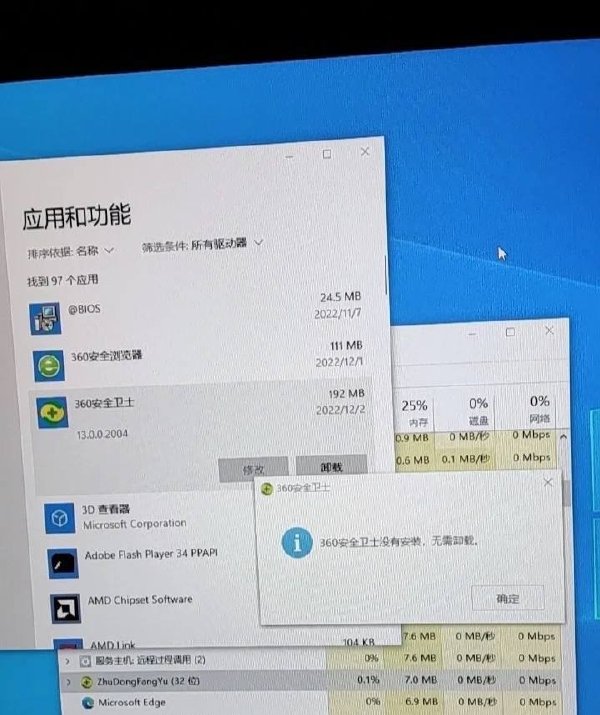 应用和功能
排序依据: 名称
筛选条件: 所有驱动器
找到 97 个应用
@BIOS
24.5 MB
2022/11/7
360安全浏览器
111 MB
2022/12/1
360安全卫士
192 MB
2022/12/2
13.0.0.2004
修改
卸载
3D 查看器
Microsoft Corporation
Adobe Flash Player 34 PPAPI
AMD Chipset Software
AMD Link
104 KB
25% 0% 0%
内存 磁盘 网络
0.9 MB 0 MB/秒 0 Mbps
0.6 MB 0.1 MB/秒 0 Mbps
360安全卫士
360安全卫士没有安装，无需卸载。
确定
7.6 MB 0 MB/秒 0 Mbps
服务主机: 远程过程调用 (2) 0% 7.6 MB 0 MB/秒 0 Mbps
ZhuDongFangYu (32 位) 0.1% 7.0 MB 0 MB/秒 0 Mbps
Microsoft Edge 0% 6.9 MB 0 MB/秒 0 Mbps